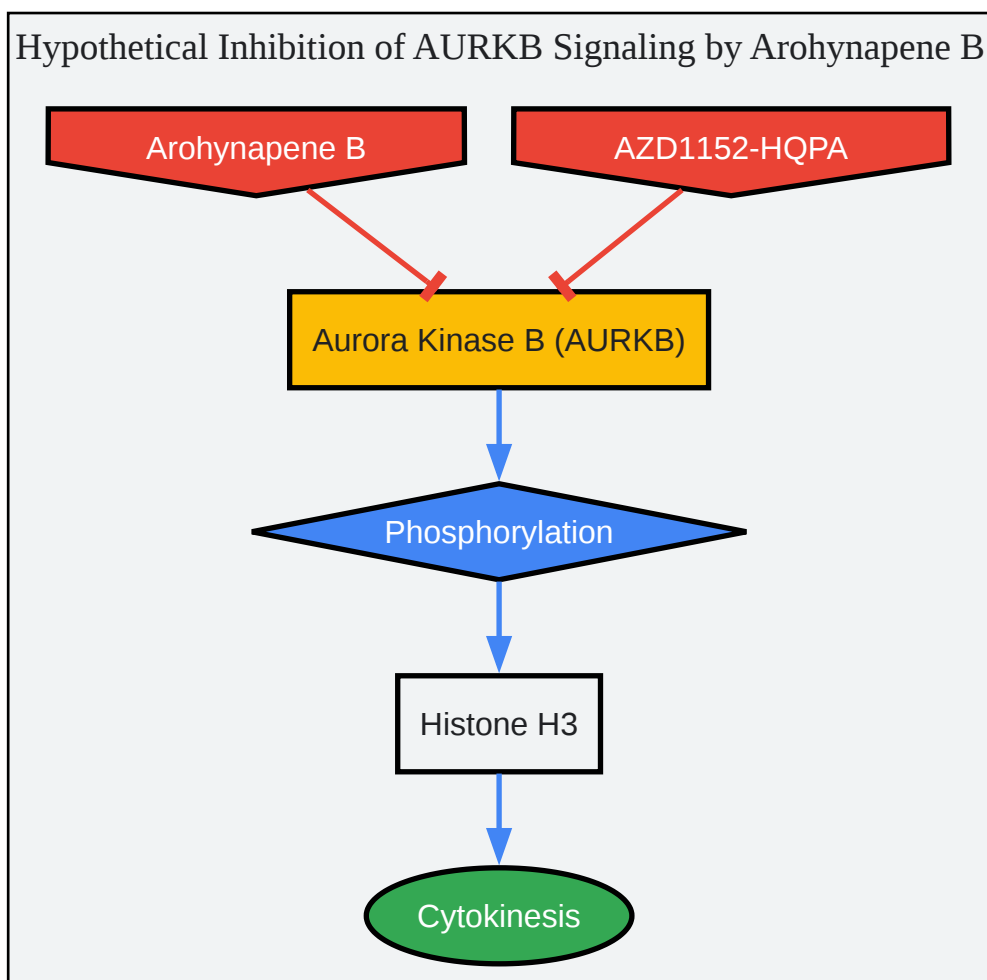 Hypothetical Inhibition of AURKB Signaling by Arohynapene B
Arohynapene B
AZD1152-HQPA
Aurora Kinase B (AURKB)
Phosphorylation
Histone H3
Cytokinesis